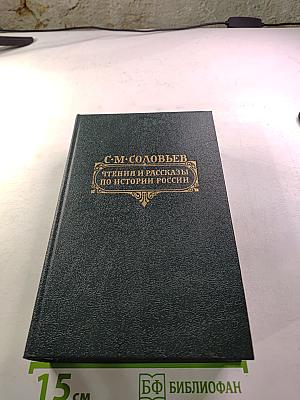 С·М·СОЛОВЬЕВ
ЧТЕНИЯ И РАССКАЗЫ
ПО ИСТОРИИ РОССИИ
15 СМ
БФ БИБЛИОФАН